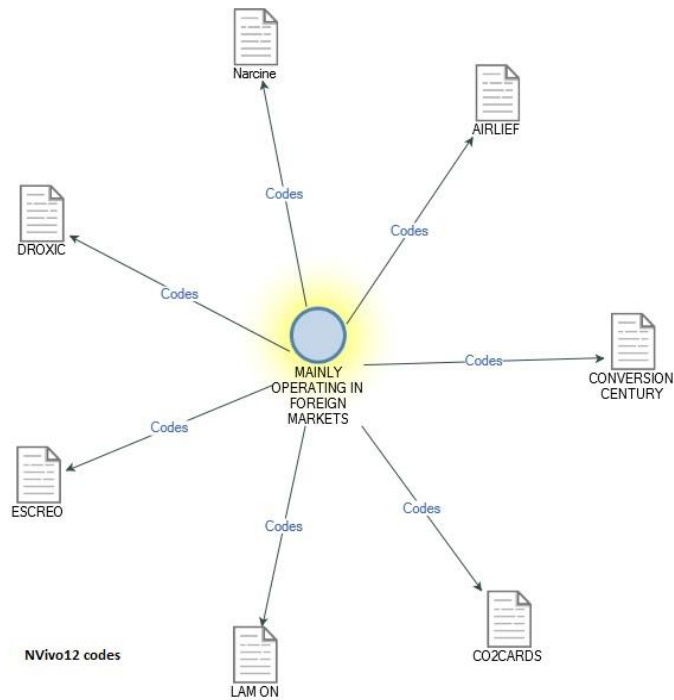 Narcine
AIRLIEF
Codes
Codes
DROXIC
Codes
MAINLY
OPERATING IN
FOREIGN
MARKETS
Codes
CONVERSION
CENTURY
Codes
ESCREO
Codes
Codes
CO2CARDS
NVivo12 codes
LAM ON